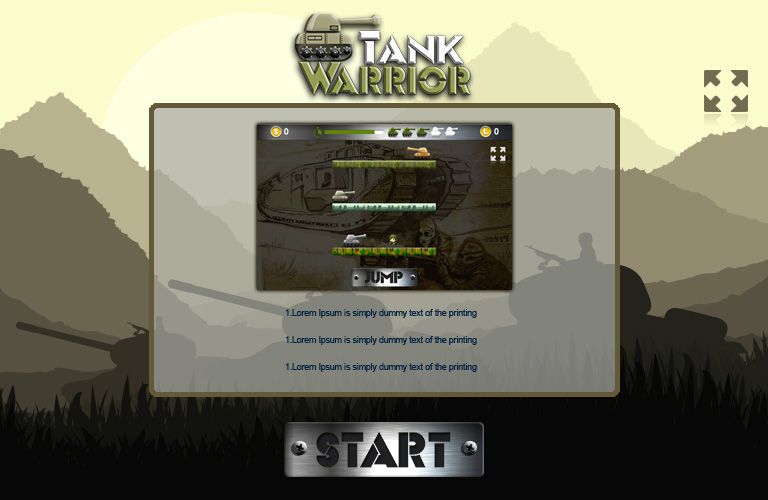 TANK
WARRIOR
S 0
L 0
JUMP
1.Lorem Ipsum is simply dummy text of the printing
1.Lorem Ipsum is simply dummy text of the printing
1.Lorem Ipsum is simply dummy text of the printing
START